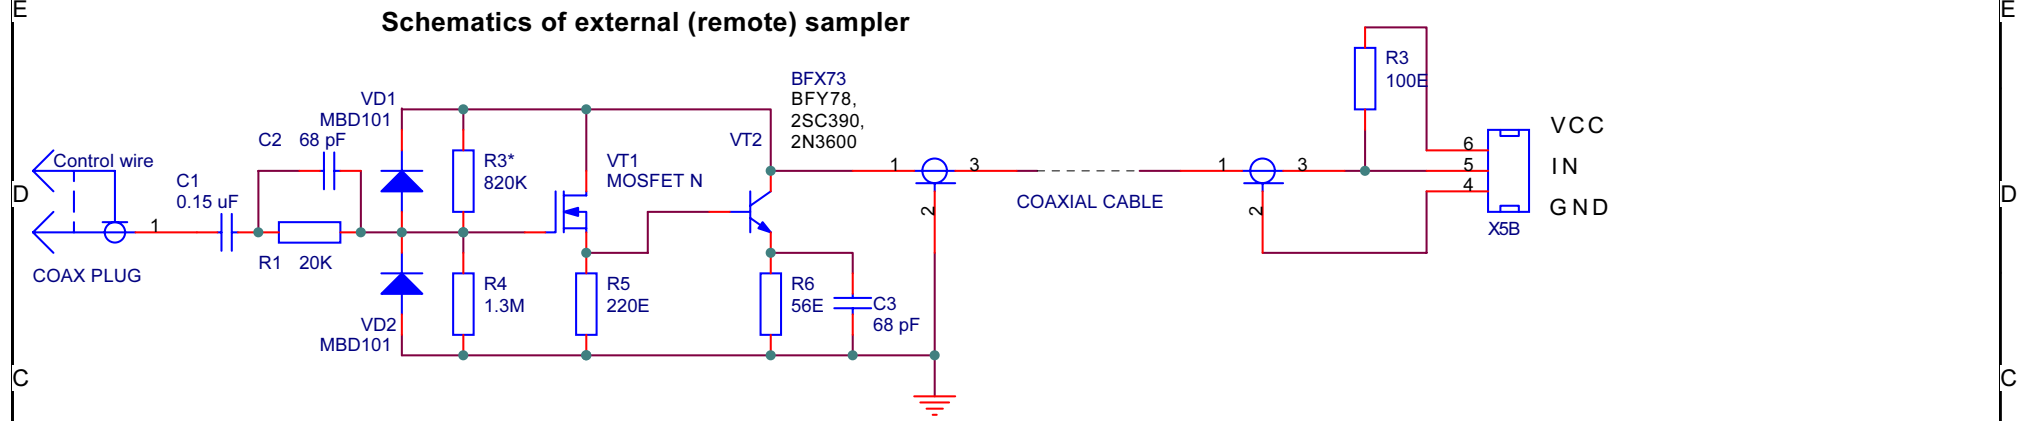 E
E
Schematics of external (remote) sampler
R3
100E
BFX73
BFY78,
2SC390,
2N3600
VD1
MBD101
C2 68 pF
VT2
VCC
6
Control wire
R3*
820K
VT1
MOSFET N
1
3
1
3
5
IN
C1
0.15 uF
4
D
D
COAXIAL CABLE
2
2
GND
1
X5B
R1 20K
COAX PLUG
R4
1.3M
R5
220E
R6
56E
C3
68 pF
VD2
MBD101
C
C